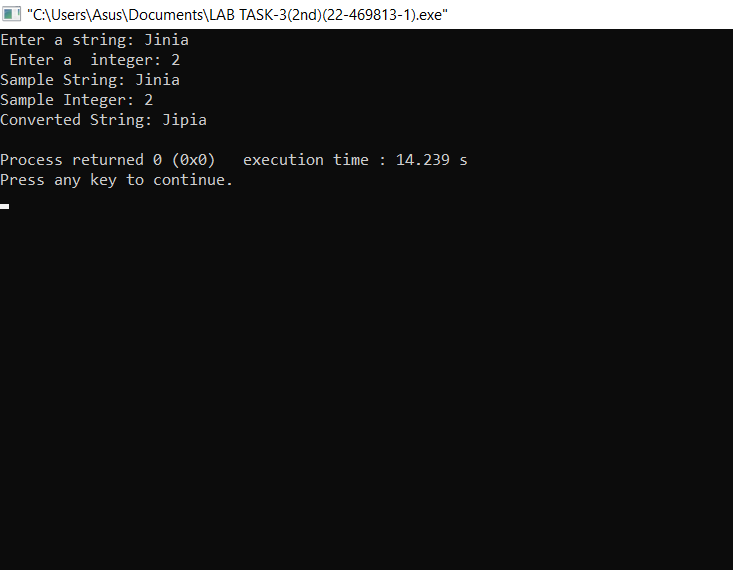 "C:\Users\Asus\Documents\LAB TASK-3(2nd)(22-469813-1).exe"
Enter a string: Jinia
 Enter a  integer: 2
Sample String: Jinia
Sample Integer: 2
Converted String: Jipia

Process returned 0 (0x0)   execution time : 14.239 s
Press any key to continue.